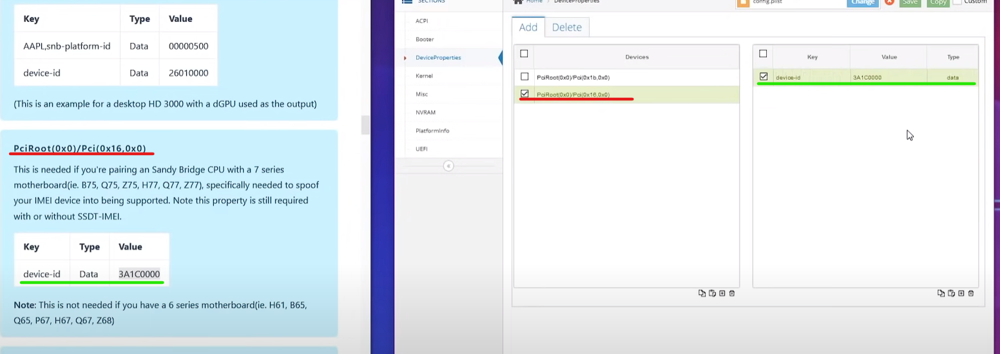 Key Type Value
AAPL,snb-platform-id Data 00000500
device-id Data 26010000
(This is an example for a desktop HD 3000 with a dGPU used as the output)
PciRoot(0x0)/Pci(0x16,0x0)
This is needed if you're pairing an Sandy Bridge CPU with a 7 series
motherboard(ie. B75, Q75, Z75, H77, Q77, Z77), specifically needed to spoof
your IMEI device into being supported. Note this property is still required
with or without SSDT-IMEI.
Key Type Value
device-id Data 3A1C0000
Note: This is not needed if you have a 6 series motherboard(ie. H61, B65,
Q65, P67, H67, Q67, Z68)
SECTIONS
ACPI
Booter
DeviceProperties
Kernel
Misc
NVRAM
PlatformInfo
UEFI
Home / DeviceProperties
config.plist Change Save Copy Custom
Add Delete
Devices
PciRoot(0x0)/Pci(0x1b,0x0)
PciRoot(0x0)/Pci(0x16,0x0)
Key Value Type
device-id 3A1C0000 data